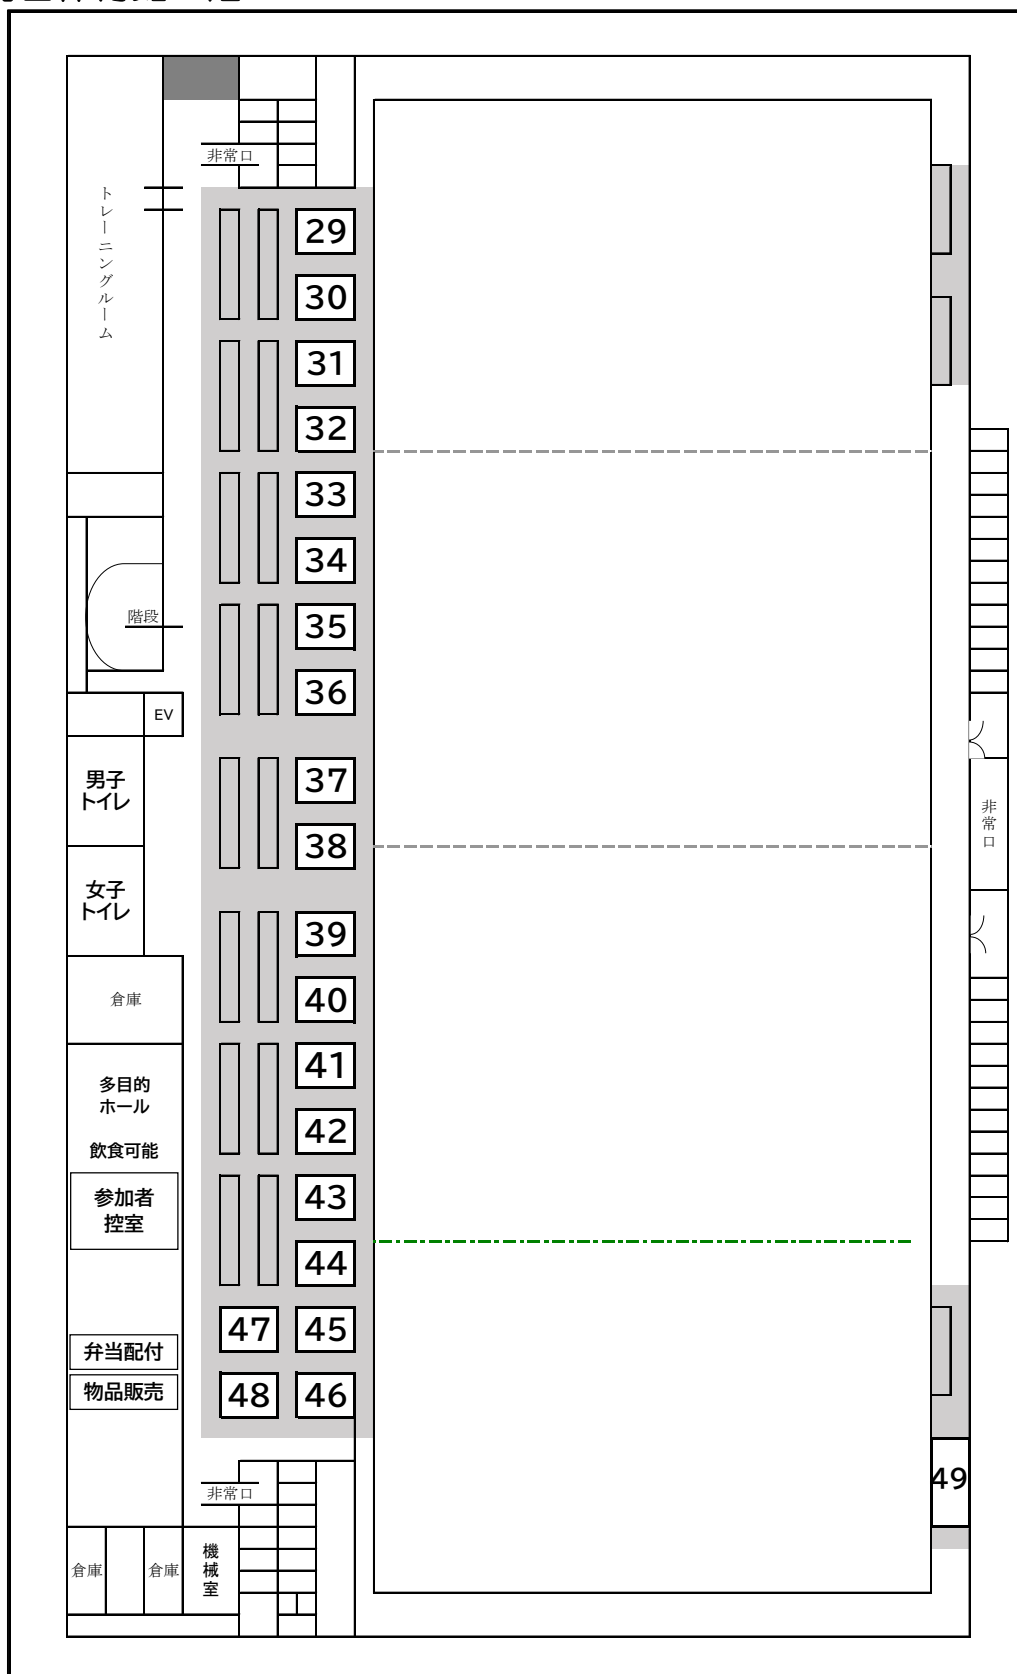 非常口
トレーニングルーム
29
30
31
32
33
34
35
36
37
38
39
40
41
42
43
44
47
45
48
46
49
階段
EV
男子
トイレ
女子
トイレ
倉庫
多目的
ホール
飲食可能
参加者
控室
弁当配付
物品販売
非常口
倉庫
倉庫
機械室
非常口